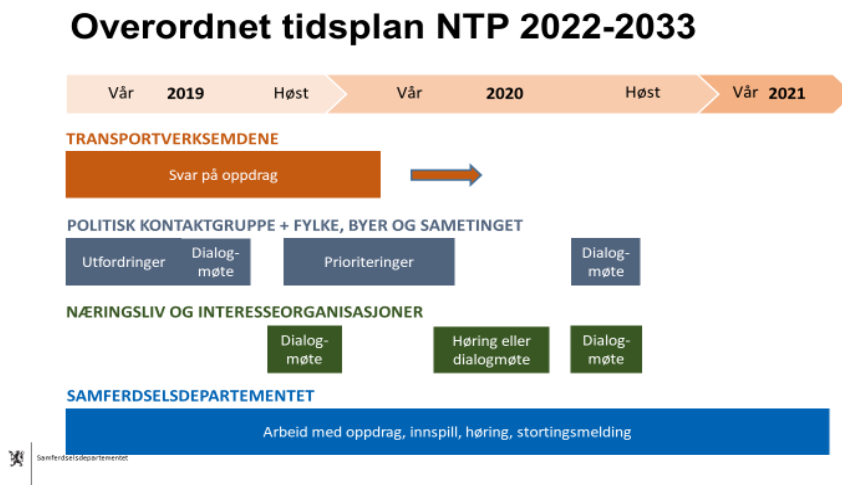 Overordnet tidsplan NTP 2022-2033
Vår 2019 Høst Vår 2020 Høst Vår 2021
TRANSPORTVERKSEMDENE
Svar på oppdrag
POLITISK KONTAKTGRUPPE + FYLKE, BYER OG SAMETINGET
Utfordringer
Dialog-
møte
Prioriteringer
Dialog-
møte
NÆRINGSLIV OG INTERESSEORGANISASJONER
Dialog-
møte
Høring eller
dialogmøte
Dialog-
møte
SAMFERDSELSDEPARTEMENTET
Arbeid med oppdrag, innspill, høring, stortingsmelding
Samferdselsdepartementet